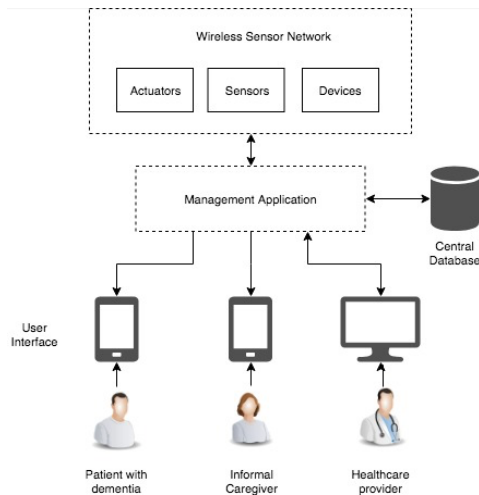 Wireless Sensor Network
Actuators
Sensors
Devices
Management Application
Central
Database
User
Interface
Patient with
dementia
Informal
Caregiver
Healthcare
provider